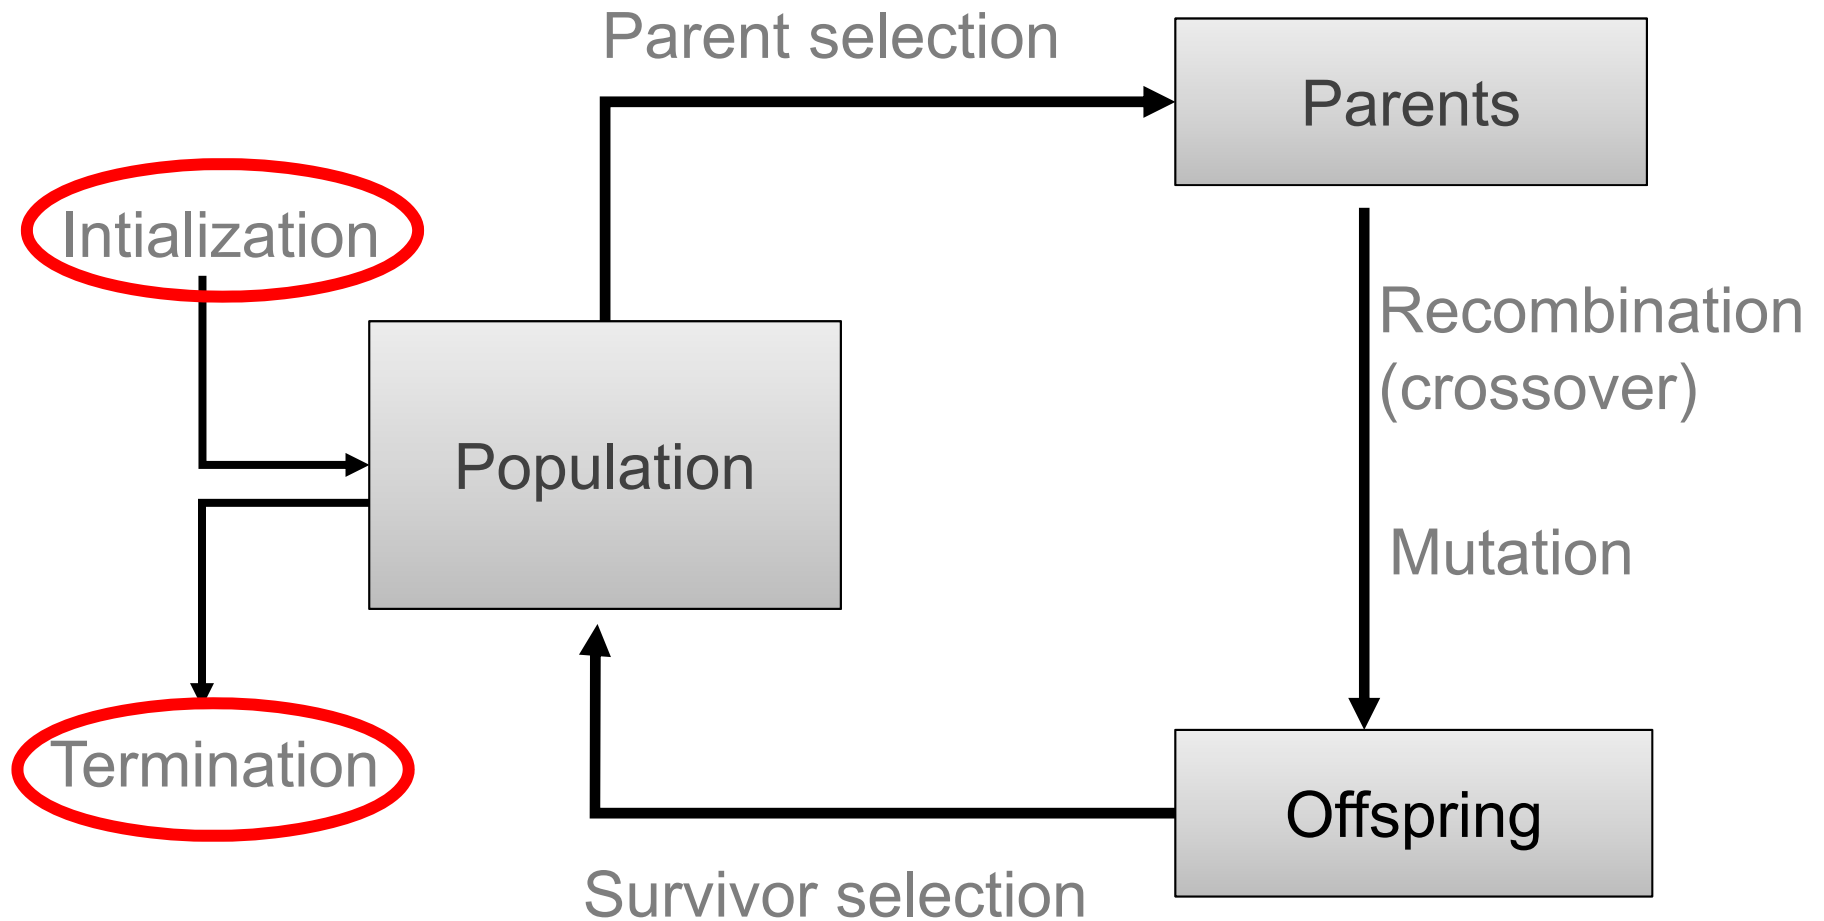 Parent selection
Parents
Intialization
Recombination
(crossover)
Population
Mutation
Termination
Offspring
Survivor selection